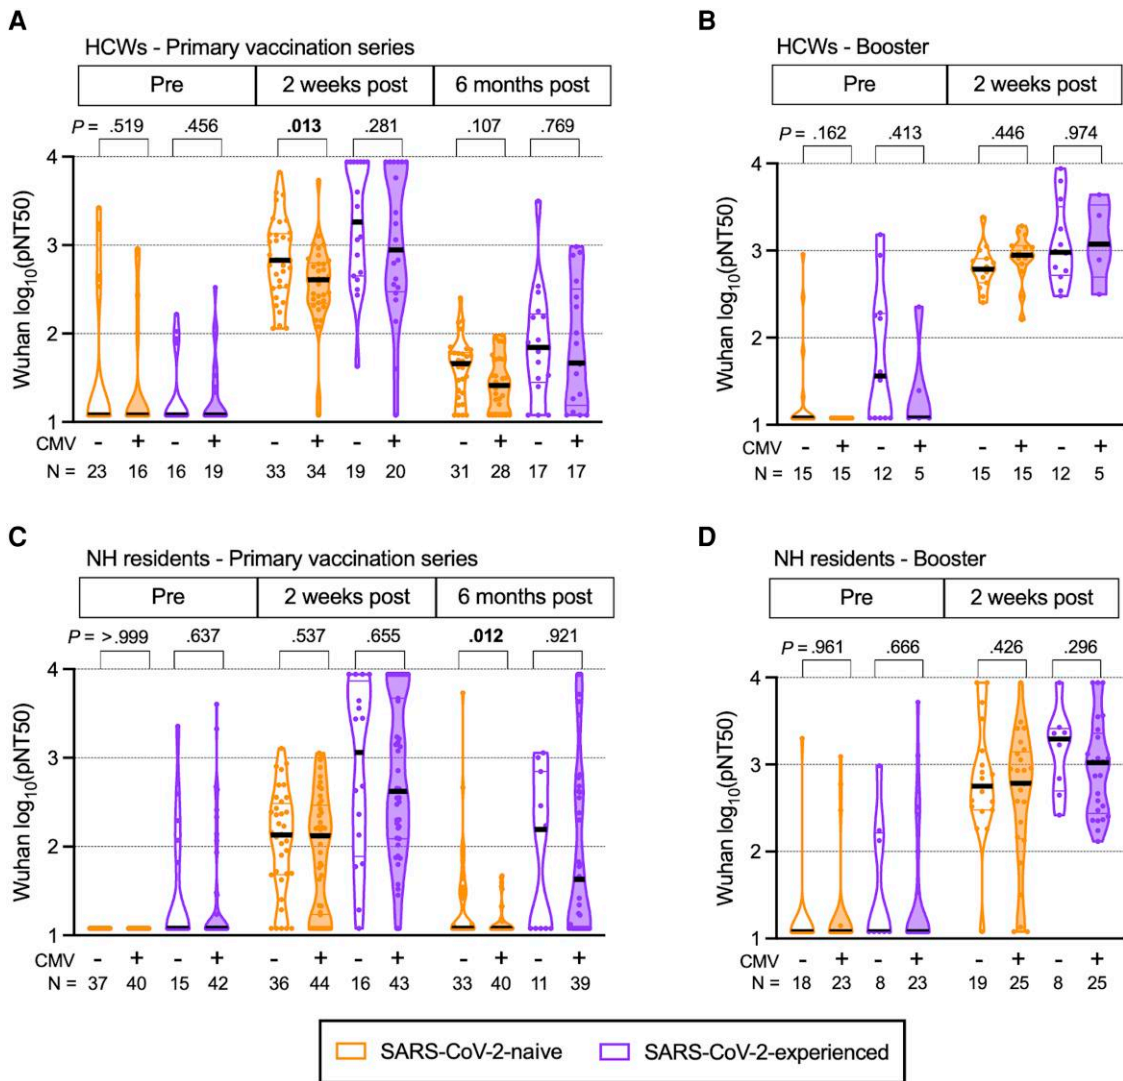 A
HCWs - Primary vaccination series
Pre
2 weeks post
6 months post
P = .519 .456 .013 .281 .107 .769
Wuhan log10(pNT50)
4
3
2
1
CMV - + - + - + - + - + - +
N = 23 16 16 19 33 34 19 20 31 28 17 17
B
HCWs - Booster
Pre
2 weeks post
P = .162 .413 .446 .974
Wuhan log10(pNT50)
4
3
2
1
CMV - + - + - + - +
N = 15 15 12 5 15 15 12 5
C
NH residents - Primary vaccination series
Pre
2 weeks post
6 months post
P = >.999 .637 .537 .655 .012 .921
Wuhan log10(pNT50)
4
3
2
1
CMV - + - + - + - + - + - +
N = 37 40 15 42 36 44 16 43 33 40 11 39
D
NH residents - Booster
Pre
2 weeks post
P = .961 .666 .426 .296
Wuhan log10(pNT50)
4
3
2
1
CMV - + - + - + - +
N = 18 23 8 23 19 25 8 25
SARS-CoV-2-naive
SARS-CoV-2-experienced